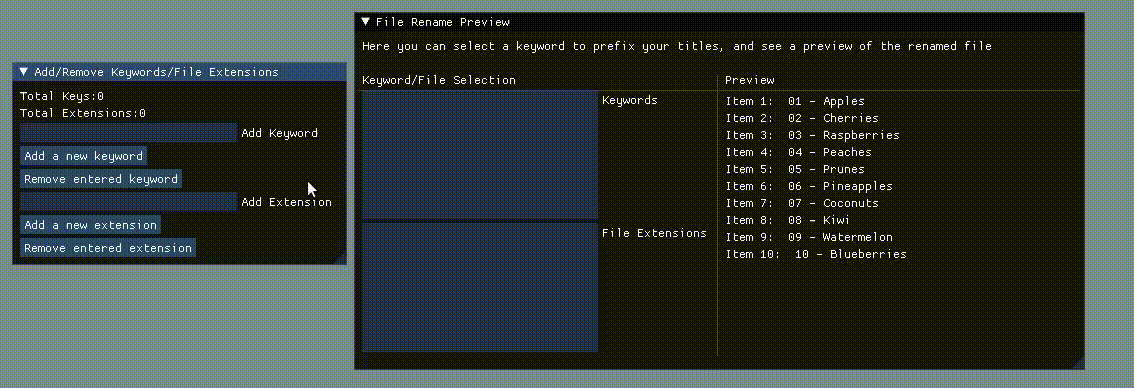 Add/Remove Keywords/File Extensions
Total Keys:0
Total Extensions:0
Add Keyword
Add a new keyword
Remove entered keyword
Add Extension
Add a new extension
Remove entered extension
File Rename Preview
Here you can select a keyword to prefix your titles, and see a preview of the renamed file
Keyword/File Selection
Keywords
File Extensions
Preview
Item 1: 01 - Apples
Item 2: 02 - Cherries
Item 3: 03 - Raspberries
Item 4: 04 - Peaches
Item 5: 05 - Prunes
Item 6: 06 - Pineapples
Item 7: 07 - Coconuts
Item 8: 08 - Kiwi
Item 9: 09 - Watermelon
Item 10: 10 - Blueberries